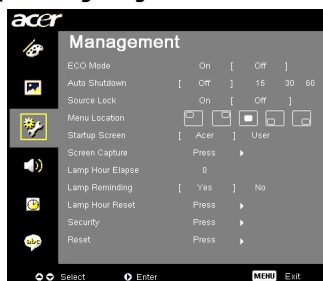 acer
Management
ECO Mode On [ Off ]
Auto Shutdown [ Off ] 15 30 60
Source Lock On [ Off ]
Menu Location
Startup Screen [ Acer ] User
Screen Capture Press
Lamp Hour Elapse 0
Lamp Reminding [ Yes ] No
Lamp Hour Reset Press
Security Press
Reset Press
abc
Select Enter MENU Exit